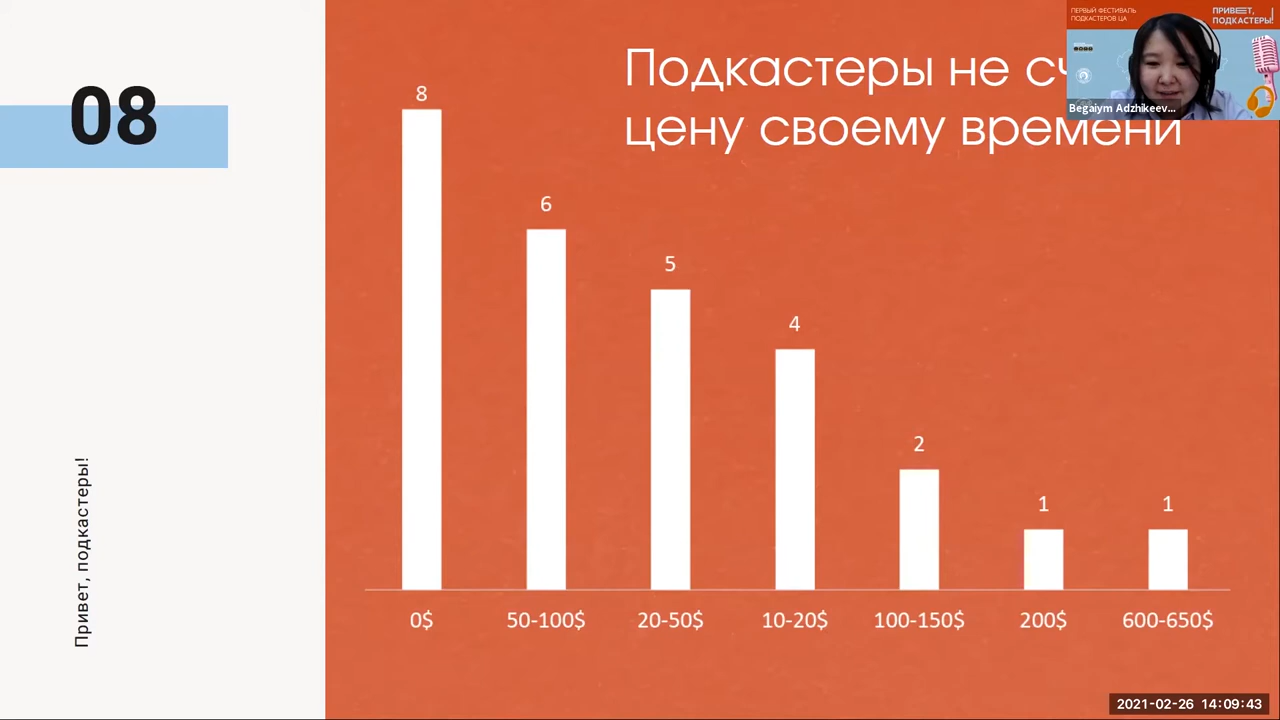 08
Привет, подкастеры!
Подкастеры не
цену своему времени
8
6
5
4
2
1
1
0$
50-100$
20-50$
10-20$
100-150$
200$
600-650$
ПЕРВЫЙ ФЕСТИВАЛЬ
ПОДКАСТЕРОВ ЦА
ПРИВЕТ,
ПОДКАСТЕРЫ!
Begaiym Adzhikeev...
2021-02-26 14:09:43